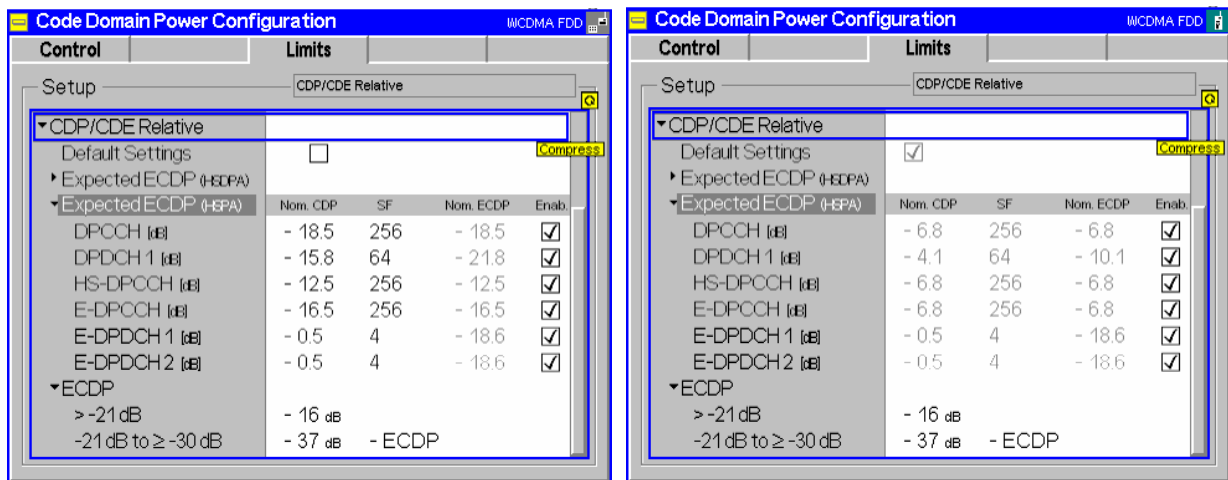 Code Domain Power Configuration WCDMA FDD
Control Limits
Setup CDP/CDE Relative
CDP/CDE Relative
Compress
Default Settings
Expected ECDP (HSDPA)
Expected ECDP (HSPA) Nom. CDP SF Nom. ECDP Enab.
DPCCH [dB] - 18.5 256 - 18.5
DPDCH 1 [dB] - 15.8 64 - 21.8
HS-DPCCH [dB] - 12.5 256 - 12.5
E-DPCCH [dB] - 16.5 256 - 16.5
E-DPDCH 1 [dB] - 0.5 4 - 18.6
E-DPDCH 2 [dB] - 0.5 4 - 18.6
ECDP
> -21 dB - 16 dB
-21 dB to ≥ -30 dB - 37 dB - ECDP
Code Domain Power Configuration WCDMA FDD
Control Limits
Setup CDP/CDE Relative
CDP/CDE Relative
Compress
Default Settings
Expected ECDP (HSDPA)
Expected ECDP (HSPA) Nom. CDP SF Nom. ECDP Enab.
DPCCH [dB] - 6.8 256 - 6.8
DPDCH 1 [dB] - 4.1 64 - 10.1
HS-DPCCH [dB] - 6.8 256 - 6.8
E-DPCCH [dB] - 6.8 256 - 6.8
E-DPDCH 1 [dB] - 0.5 4 - 18.6
E-DPDCH 2 [dB] - 0.5 4 - 18.6
ECDP
> -21 dB - 16 dB
-21 dB to ≥ -30 dB - 37 dB - ECDP